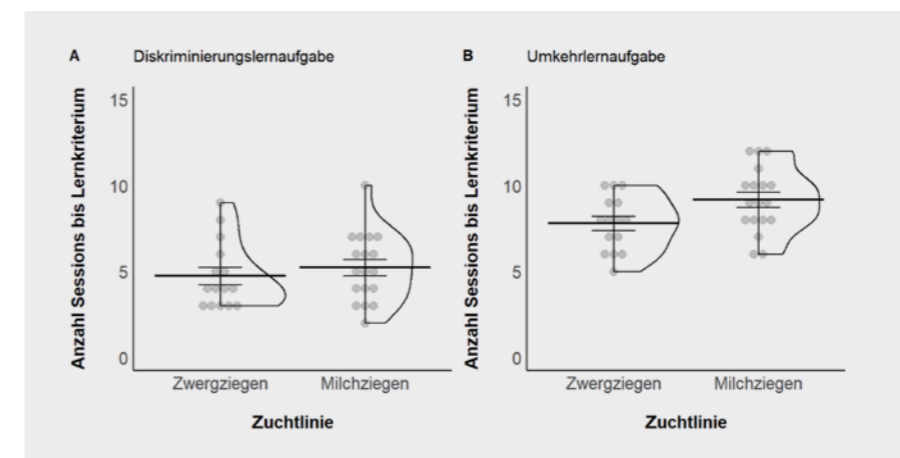 A Diskriminierungslernaufgabe
Anzahl Sessions bis Lernkriterium
15
10
5
0
Zwergziegen Milchziegen
Zuchtlinie
B Umkehrlernaufgabe
Anzahl Sessions bis Lernkriterium
15
10
5
0
Zwergziegen Milchziegen
Zuchtlinie